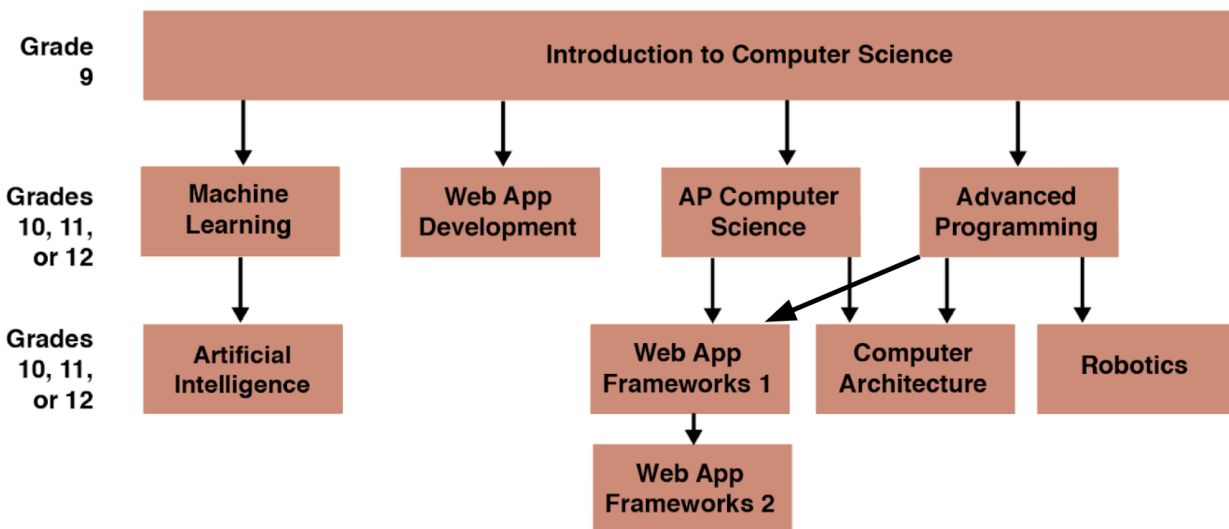 Grade
9
Introduction to Computer Science
Grades
10, 11,
or 12
Machine
Learning
Web App
Development
AP Computer
Science
Advanced
Programming
Grades
10, 11,
or 12
Artificial
Intelligence
Web App
Frameworks 1
Computer
Architecture
Robotics
Web App
Frameworks 2